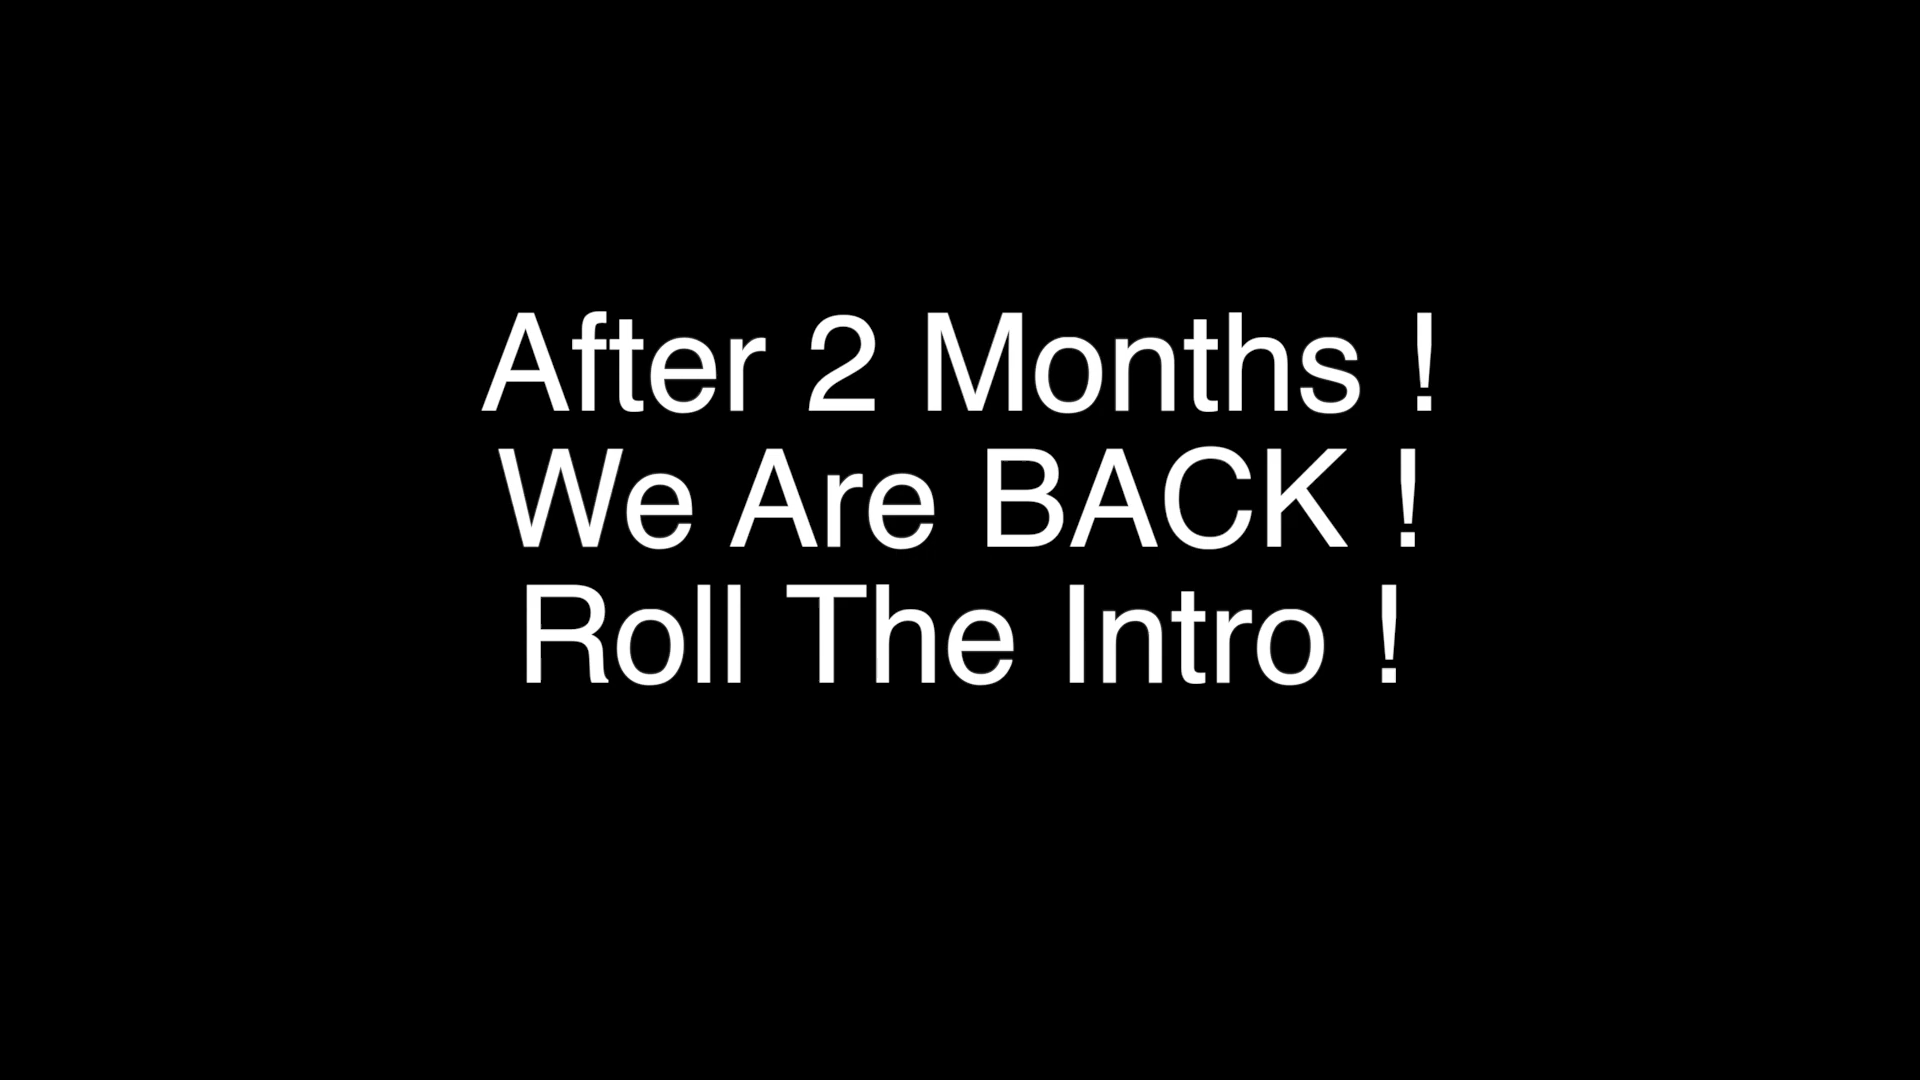 After 2 Months !
We Are BACK !
Roll The Intro !